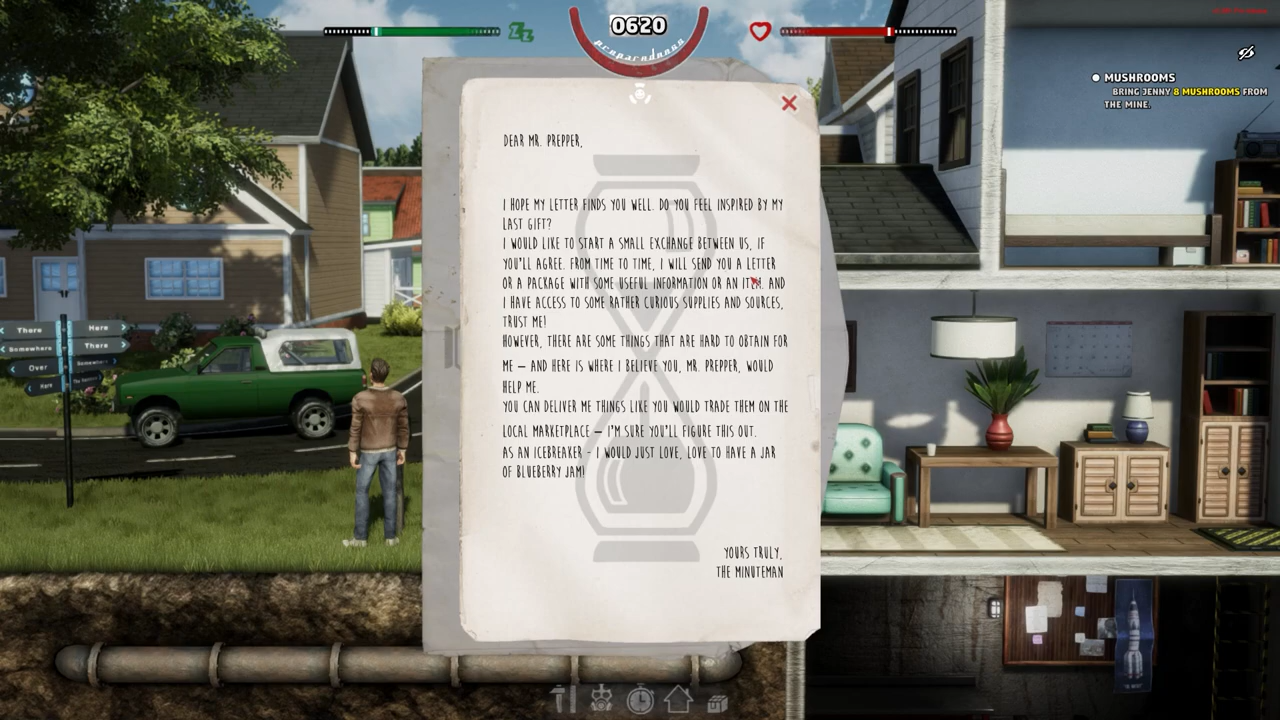 0620
preparedness
MUSHROOMS
BRING JENNY 8 MUSHROOMS FROM
THE MINE.
DEAR MR. PREPPER,
I HOPE MY LETTER FINDS YOU WELL. DO YOU FEEL INSPIRED BY MY
LAST GIFT?
I WOULD LIKE TO START A SMALL EXCHANGE BETWEEN US, IF
YOU'LL AGREE. FROM TIME TO TIME, I WILL SEND YOU A LETTER
OR A PACKAGE WITH SOME USEFUL INFORMATION OR AN ITEM. AND
I HAVE ACCESS TO SOME RATHER CURIOUS SUPPLIES AND SOURCES,
TRUST ME!
HOWEVER, THERE ARE SOME THINGS THAT ARE HARD TO OBTAIN FOR
ME – AND HERE IS WHERE I BELIEVE YOU, MR. PREPPER, WOULD
HELP ME.
YOU CAN DELIVER ME THINGS LIKE YOU WOULD TRADE THEM ON THE
LOCAL MARKETPLACE – I'M SURE YOU'LL FIGURE THIS OUT.
AS AN ICEBREAKER - I WOULD JUST LOVE, LOVE TO HAVE A JAR
OF BLUEBERRY JAM!
YOURS TRULY,
THE MINUTEMAN
There Here
Somewhere There
Over Somewhere
Here